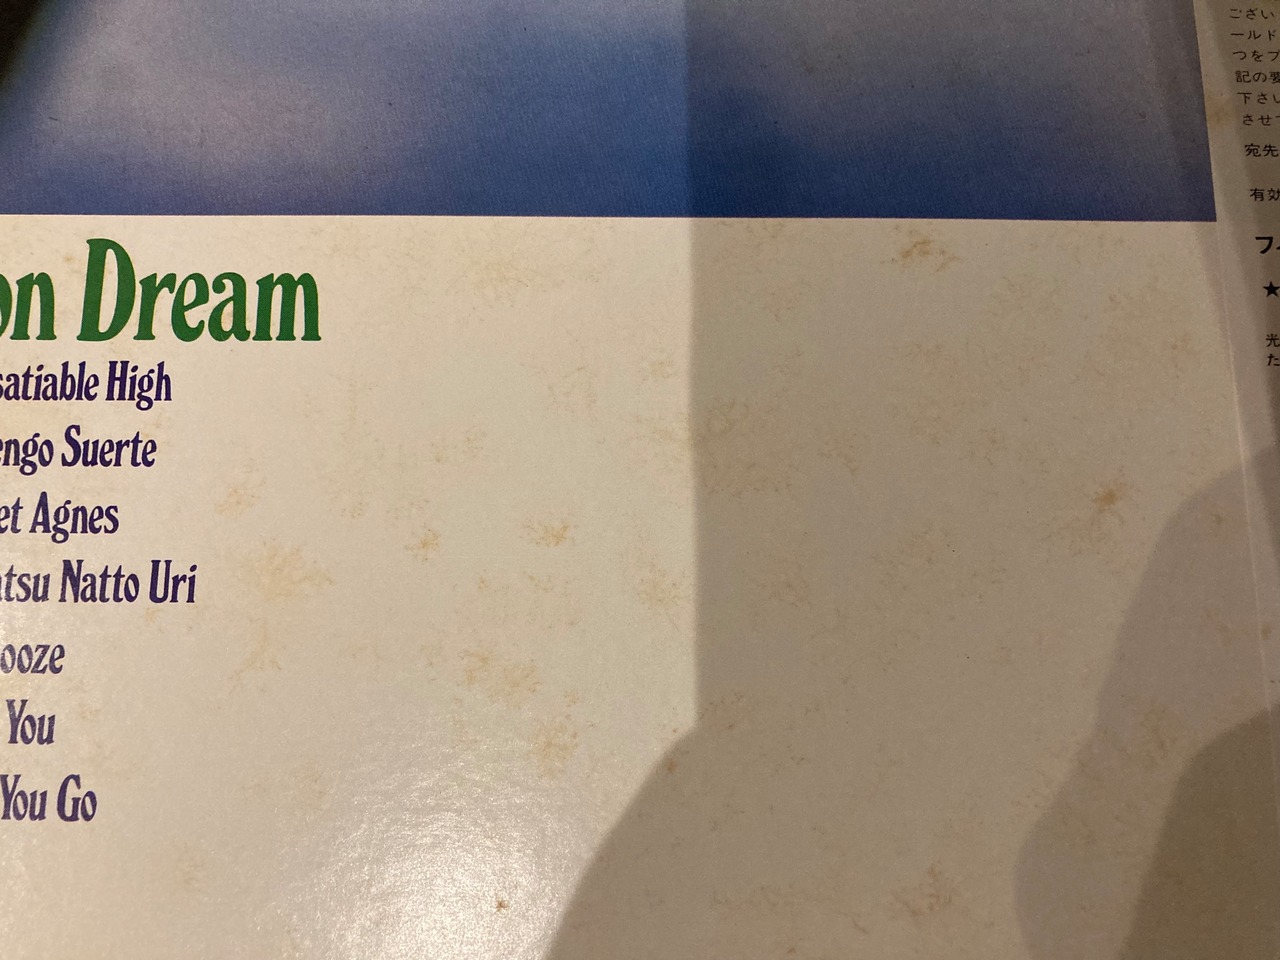 on Dream
satiable High
engo Suerte
et Agnes
atsu Natto Uri
ooze
You
You Go
ござい
ールド
つをプ
記の要
下さい
させて
宛先
有効
フ
★
光
た